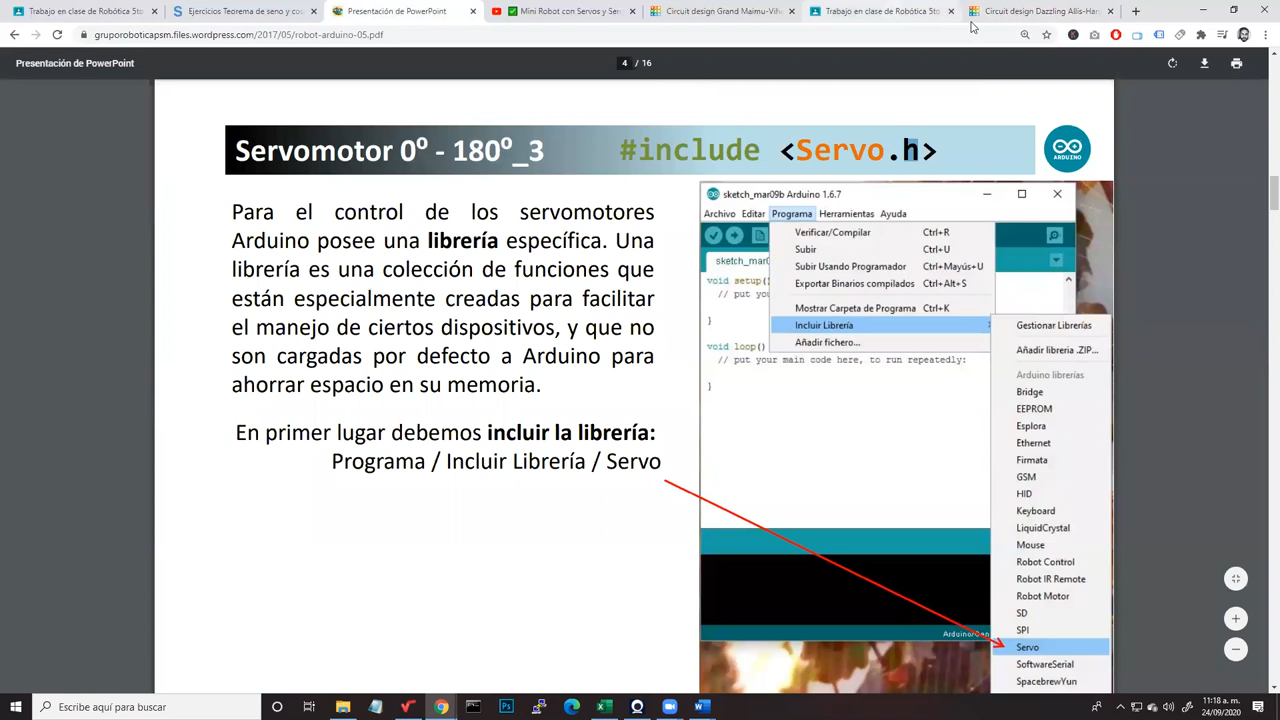 Trabajo en clase de Robótica 5to
Ejercicios Teorema de seno y cos
Presentación de PowerPoint
Mini Robot con Servos y Sen
Circuit design Grand Maimu-Viha
Trabajo en clase de Robótica 5to
Circuit design Dazzling Allis-Han
gruporoboticapsm.files.wordpress.com/2017/05/robot-arduino-05.pdf
Presentación de PowerPoint
4 / 16
Servomotor 0º - 180º_3
#include <Servo.h>
ARDUINO
Para el control de los servomotores
Arduino posee una librería específica. Una
librería es una colección de funciones que
están especialmente creadas para facilitar
el manejo de ciertos dispositivos, y que no
son cargadas por defecto a Arduino para
ahorrar espacio en su memoria.
En primer lugar debemos incluir la librería:
Programa / Incluir Librería / Servo
sketch_mar09b Arduino 1.6.7
Archivo Editar Programa Herramientas Ayuda
Verificar/Compilar Ctrl+R
Subir Ctrl+U
Subir Usando Programador Ctrl+Mayús+U
Exportar Binarios compilados Ctrl+Alt+S
Mostrar Carpeta de Programa Ctrl+K
Incluir Librería
Añadir fichero...
sketch_mar0
void setup()
// put you
}
void loop()
// put your main code here, to run repeatedly:
}
Gestionar Librerías
Añadir libreria .ZIP...
Arduino librerías
Bridge
EEPROM
Esplora
Ethernet
Firmata
GSM
HID
Keyboard
LiquidCrystal
Mouse
Robot Control
Robot IR Remote
Robot Motor
SD
SPI
Servo
SoftwareSerial
SpacebrewYun
Arduino/Gen
Escribe aquí para buscar
11:18 a. m.
24/09/2020